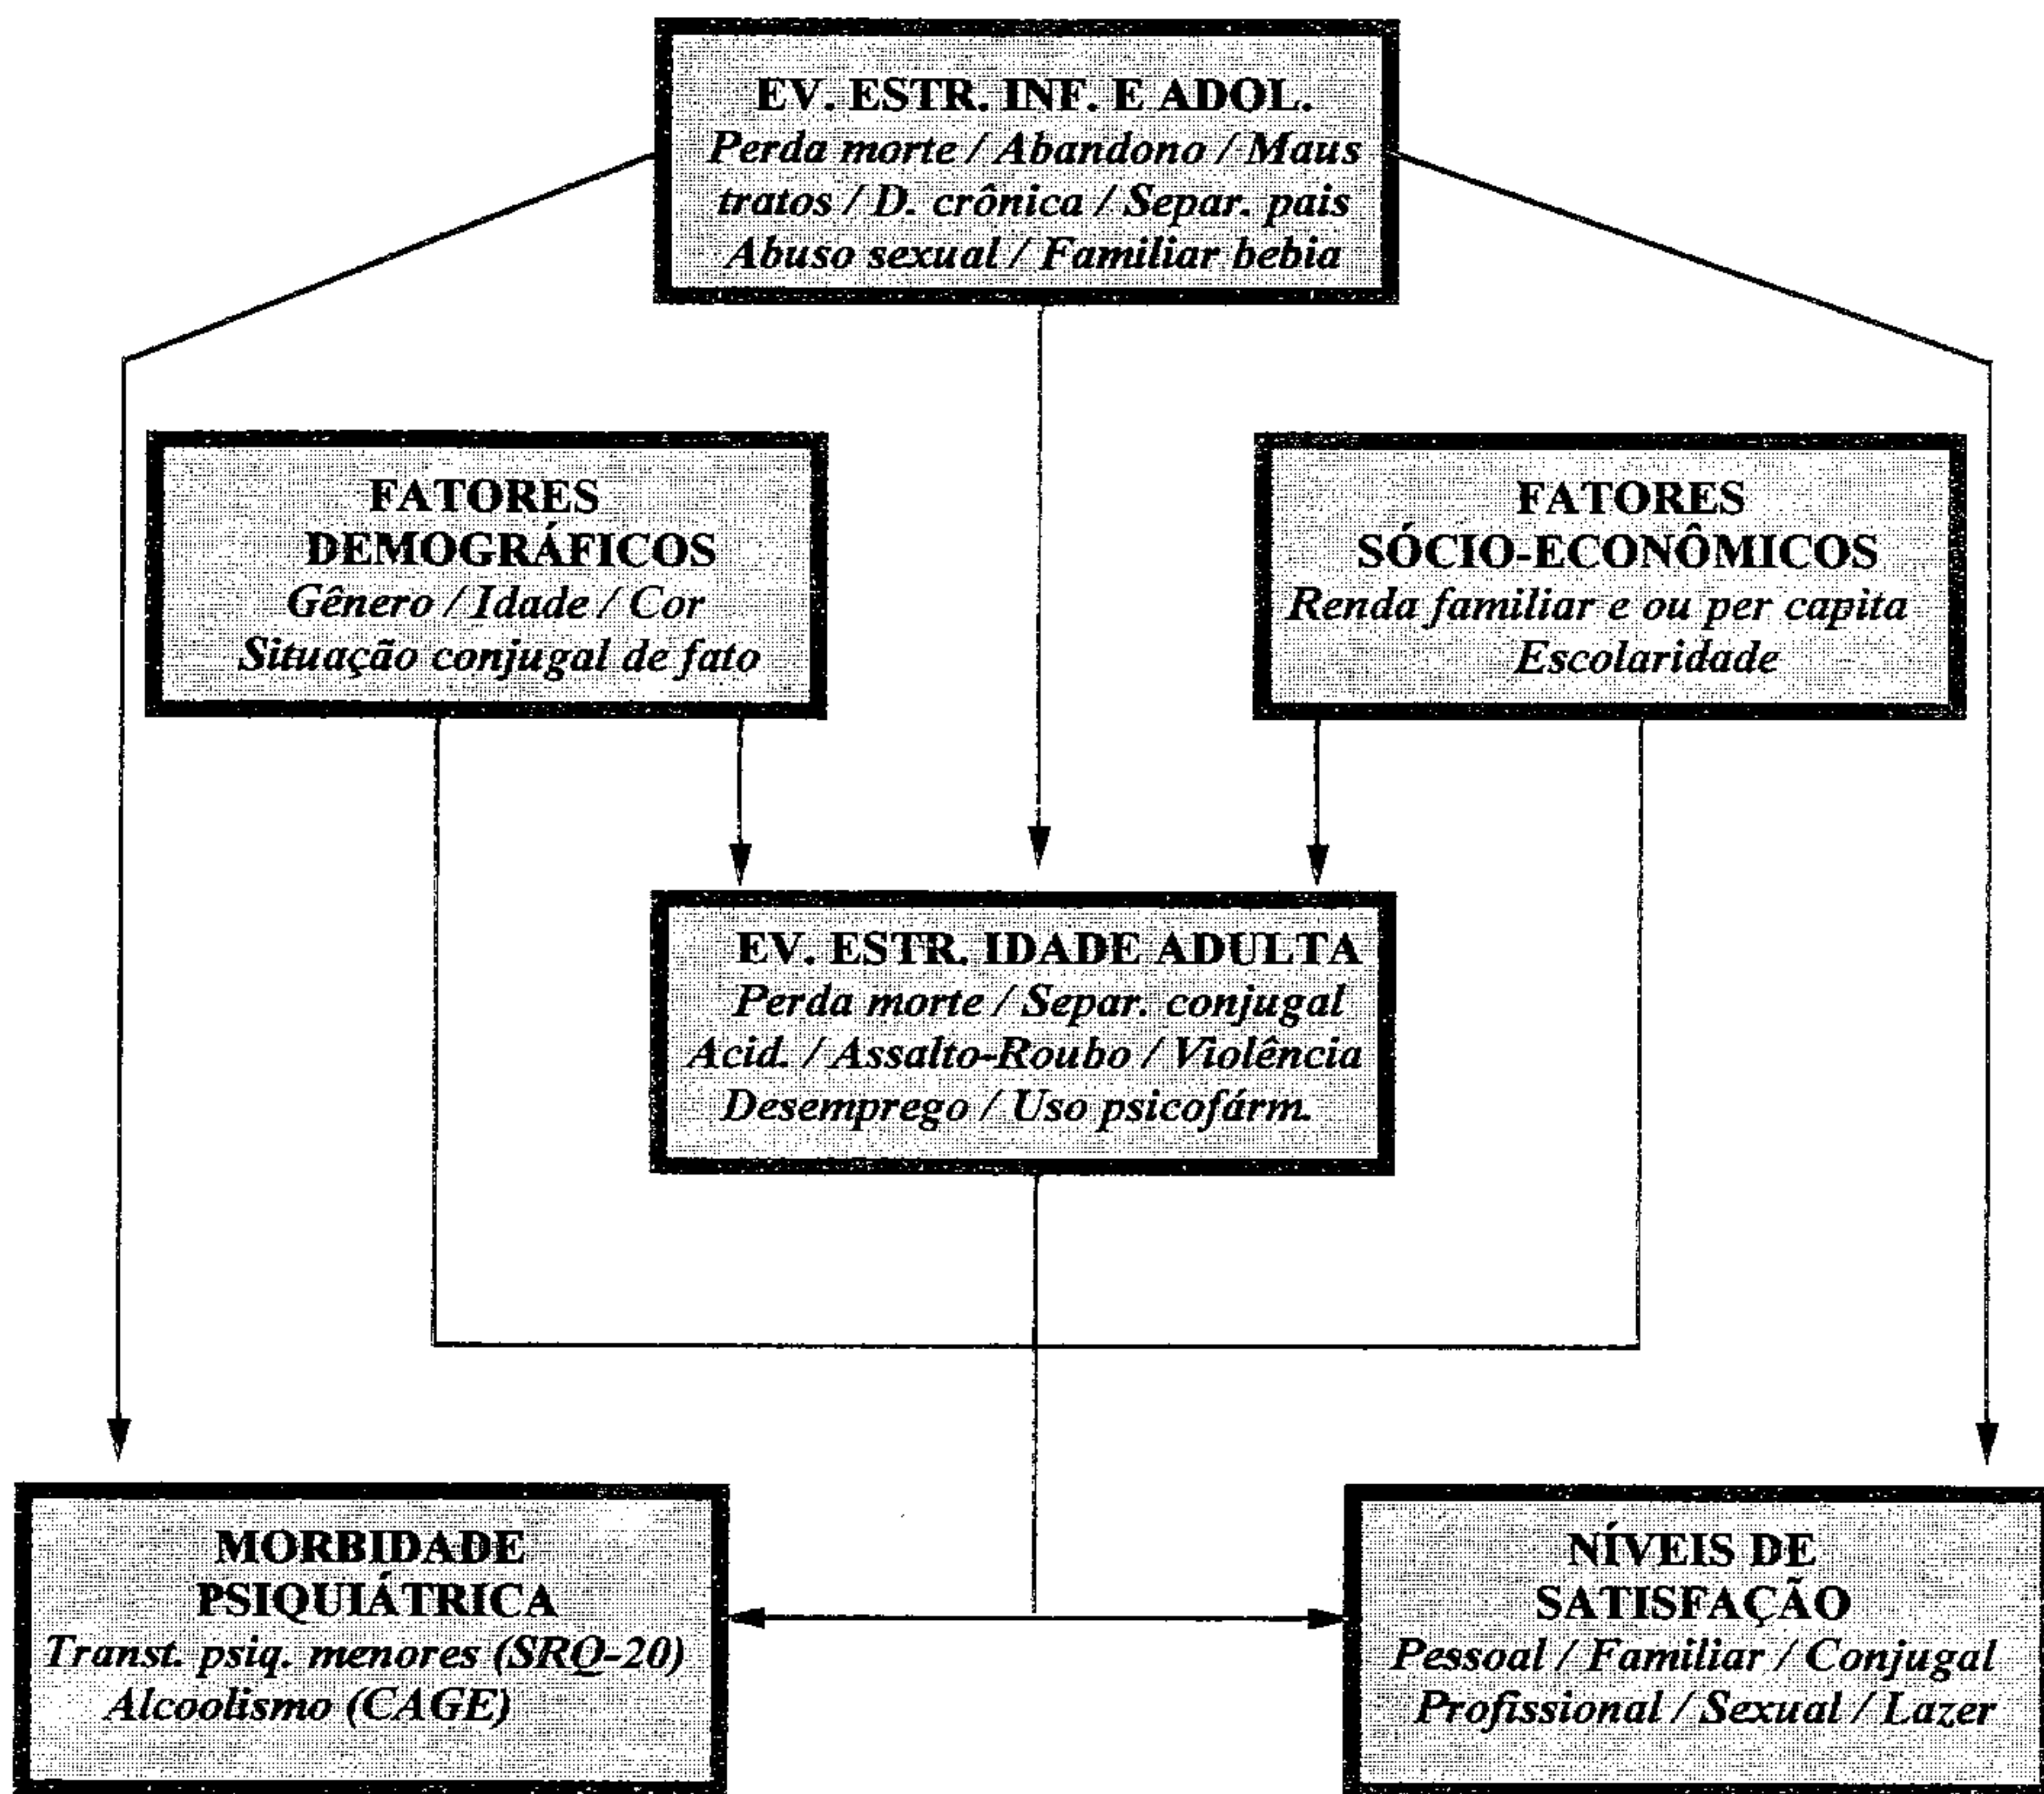 EV. ESTR. INF. E ADOL.
Perda morte / Abandono / Maus
tratos / D. crônica / Separ. pais
Abuso sexual / Familiar bebia
FATORES
DEMOGRÁFICOS
Gênero / Idade / Cor
Situação conjugal de fato
FATORES
SÓCIO-ECONÔMICOS
Renda familiar e ou per capita
Escolaridade
EV. ESTR. IDADE ADULTA
Perda morte / Separ. conjugal
Acid. / Assalto-Roubo / Violência
Desemprego / Uso psicofárm.
MORBIDADE
PSIQUIÁTRICA
Transt. psiq. menores (SRQ-20)
Alcoolismo (CAGE)
NÍVEIS DE
SATISFAÇÃO
Pessoal / Familiar / Conjugal
Profissional / Sexual / Lazer